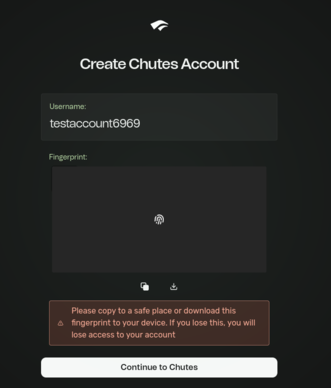 Create Chutes Account
Username:
testaccount6969
Fingerprint:
Please copy to a safe place or download this
fingerprint to your device. If you lose this, you will
lose access to your account
Continue to Chutes